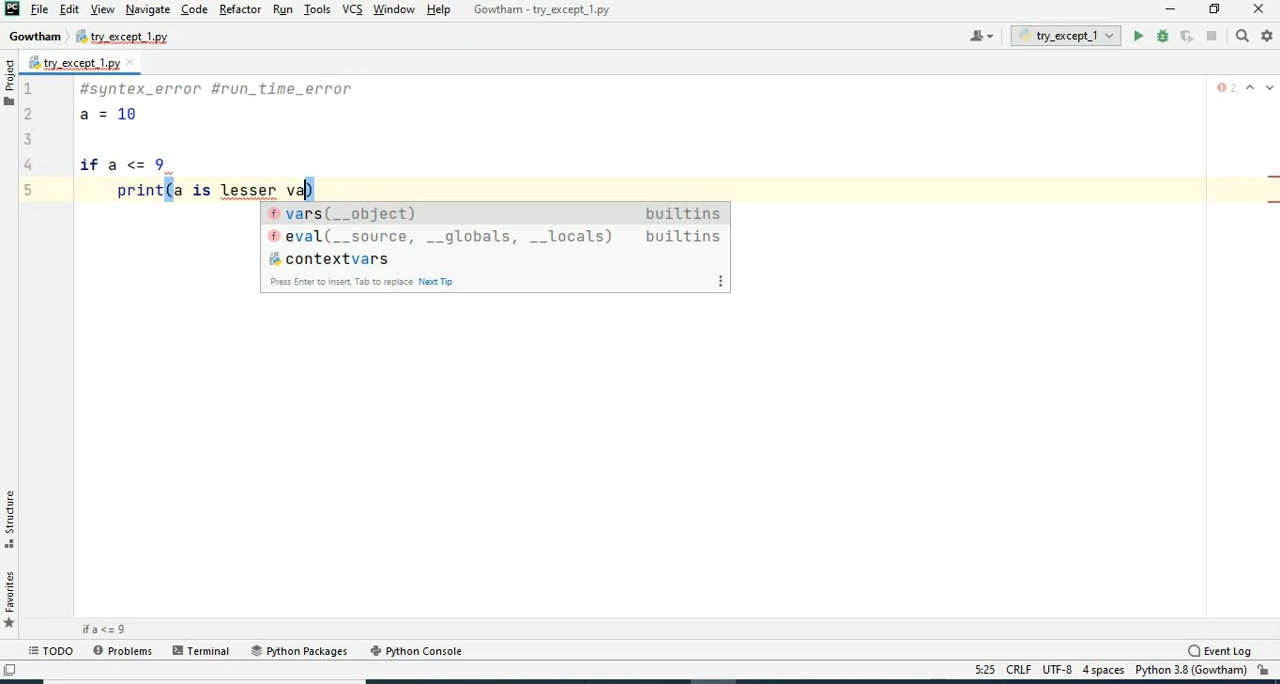 PC File Edit View Navigate Code Refactor Run Tools VCS Window Help Gowtham - try_except_1.py
Gowtham try_except_1.py try_except_1
try_except_1.py
Project
1 #syntex_error #run_time_error 2
2 a = 10
3
4 if a <= 9
5 print(a is lesser va)
f vars(__object) builtins
f eval(__source, __globals, __locals) builtins
contextvars
Press Enter to insert, Tab to replace Next Tip
Structure
Favorites
if a <= 9
TODO Problems Terminal Python Packages Python Console Event Log
5:25 CRLF UTF-8 4 spaces Python 3.8 (Gowtham)